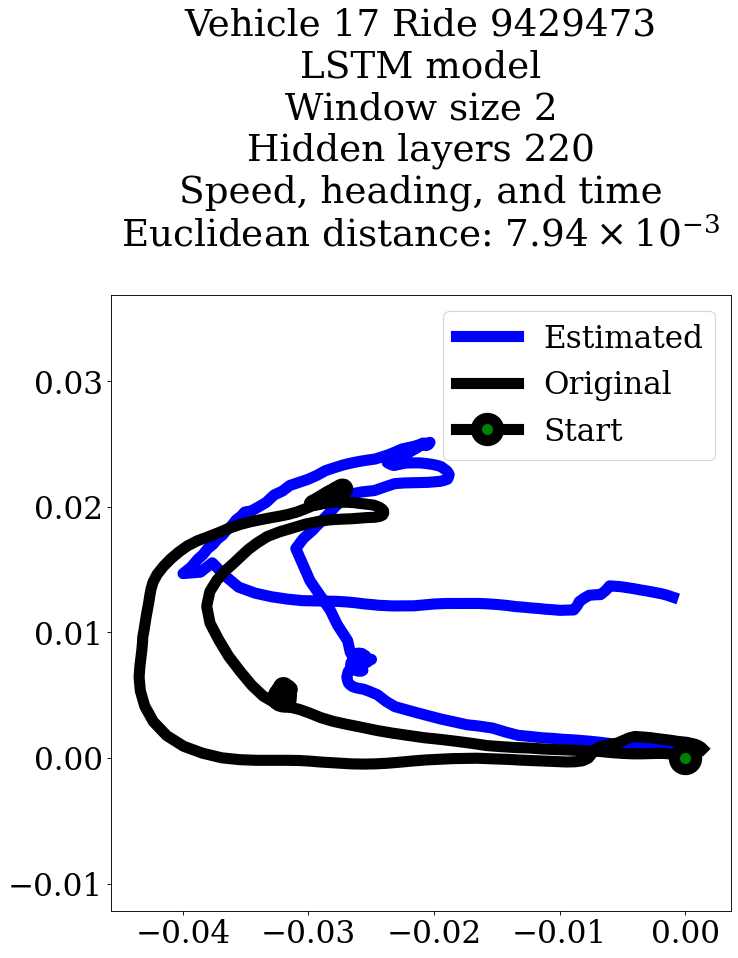 Vehicle 17 Ride 9429473
LSTM model
Window size 2
Hidden layers 220
Speed, heading, and time
Euclidean distance: 7.94 × 10⁻³
Estimated
Original
Start
0.03
0.02
0.01
0.00
−0.01
−0.04 −0.03 −0.02 −0.01 0.00